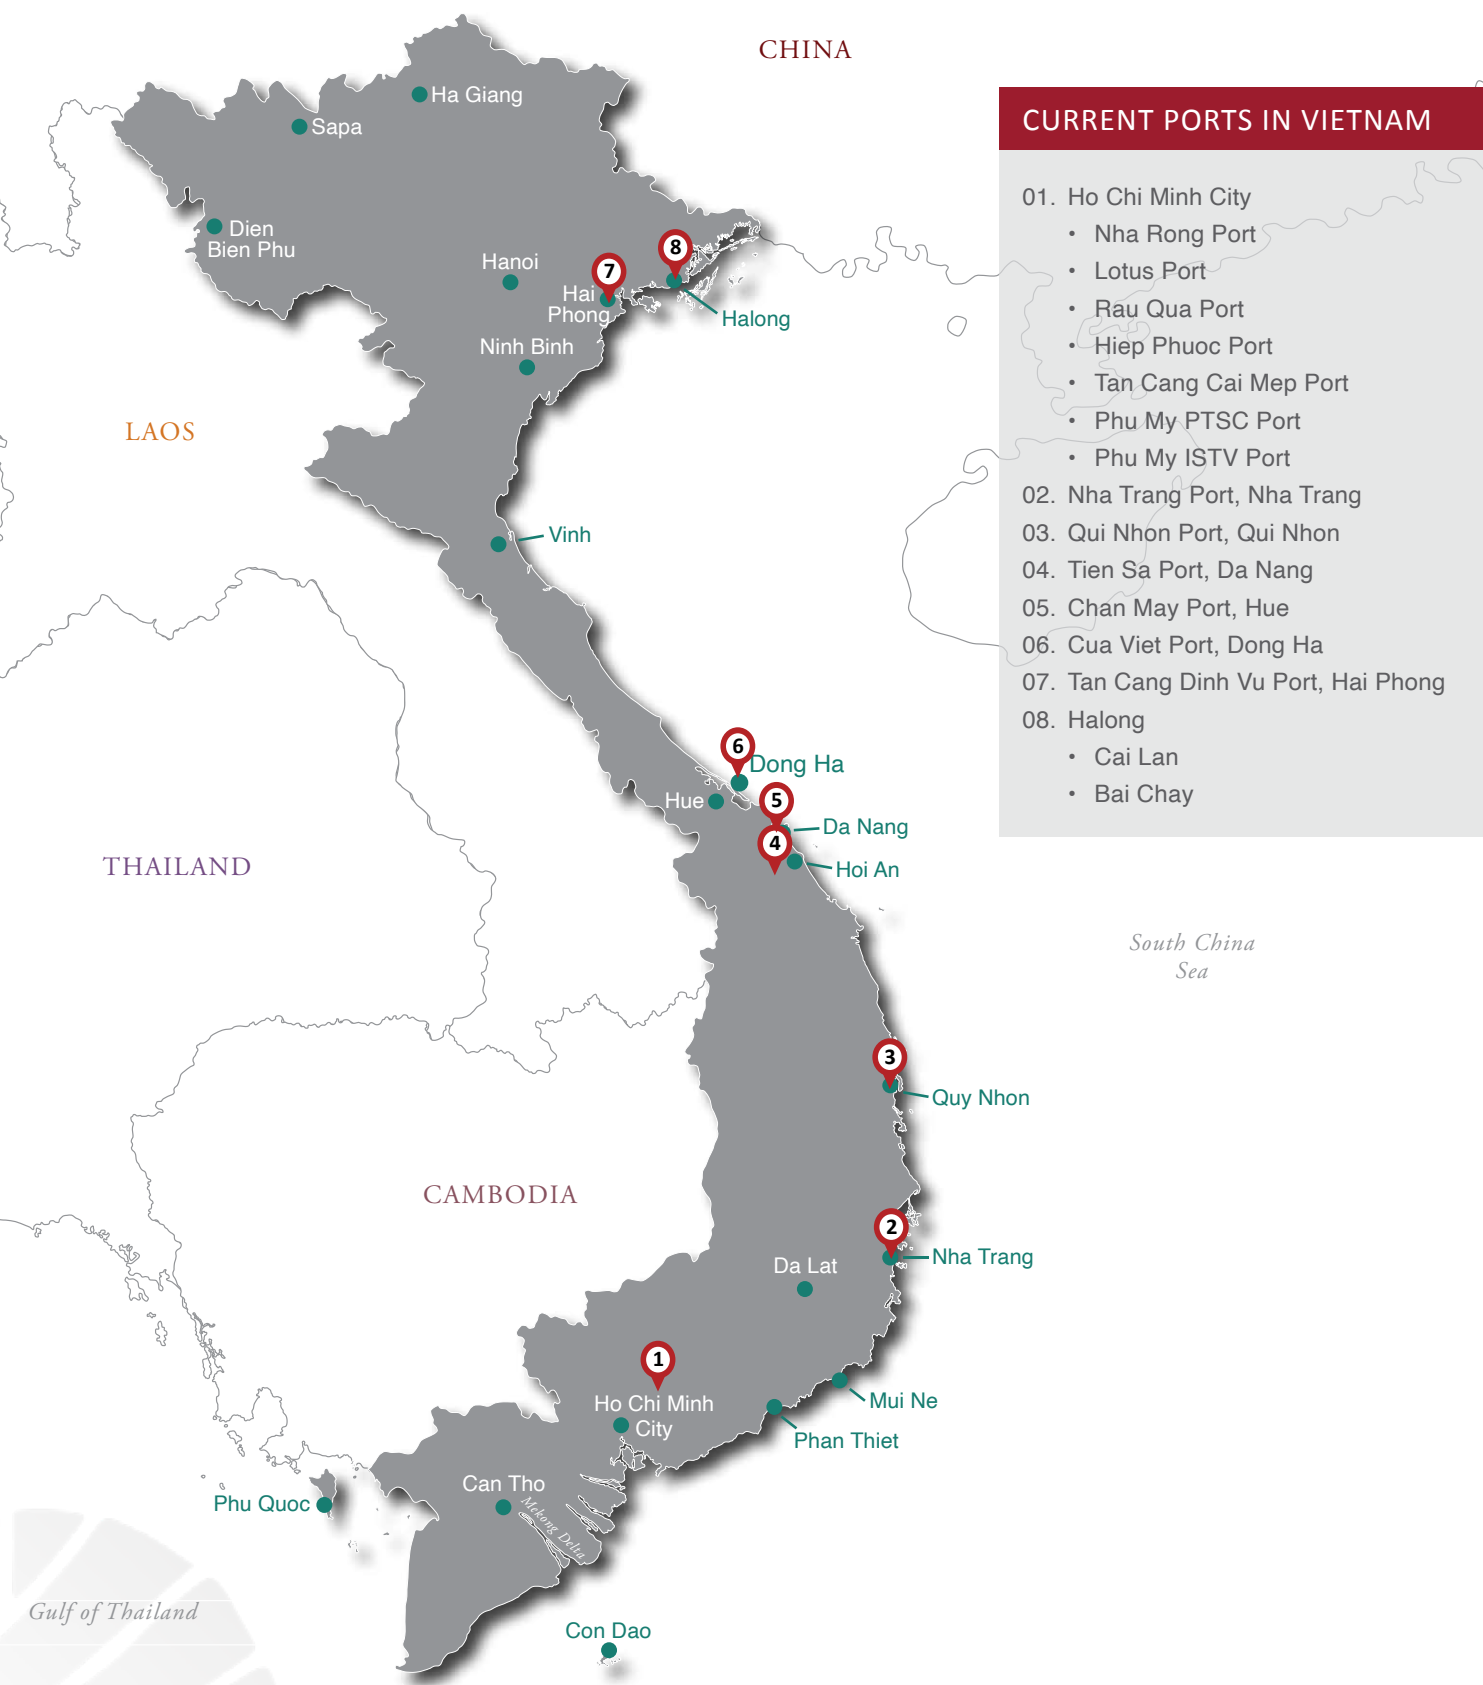 CHINA
Ha Giang
Sapa
Dien
Bien Phu
Hanoi
7
8
Hai
Phong
Halong
Ninh Binh
LAOS
Vinh
6
Dong Ha
Hue
5
Da Nang
4
Hoi An
THAILAND
South China
Sea
3
Quy Nhon
CAMBODIA
2
Nha Trang
Da Lat
1
Ho Chi Minh
City
Mui Ne
Phan Thiet
Can Tho
Mekong Delta
Phu Quoc
Gulf of Thailand
Con Dao
CURRENT PORTS IN VIETNAM
01. Ho Chi Minh City
• Nha Rong Port
• Lotus Port
• Rau Qua Port
• Hiep Phuoc Port
• Tan Cang Cai Mep Port
• Phu My PTSC Port
• Phu My ISTV Port
02. Nha Trang Port, Nha Trang
03. Qui Nhon Port, Qui Nhon
04. Tien Sa Port, Da Nang
05. Chan May Port, Hue
06. Cua Viet Port, Dong Ha
07. Tan Cang Dinh Vu Port, Hai Phong
08. Halong
• Cai Lan
• Bai Chay